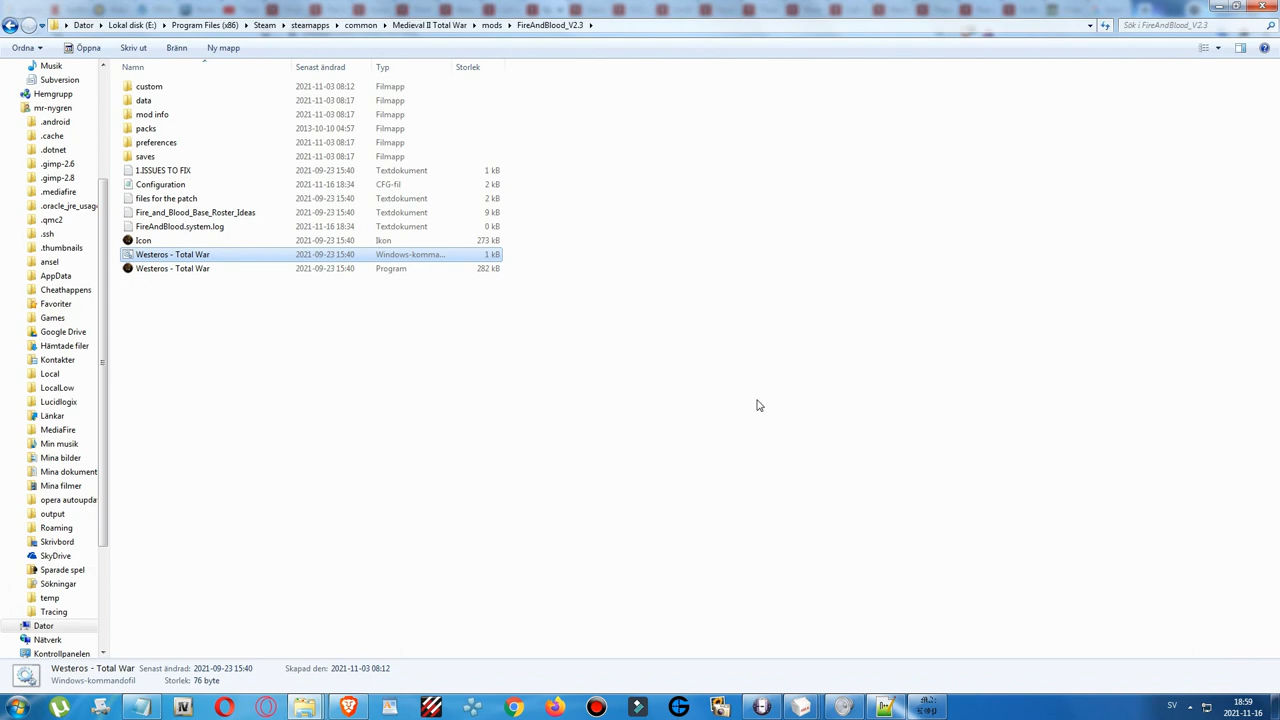 Dator ▸ Lokal disk (E:) ▸ Program Files (x86) ▸ Steam ▸ steamapps ▸ common ▸ Medieval II Total War ▸ mods ▸ FireAndBlood_V2.3 ▸
Sök i FireAndBlood_V2.3
Ordna Öppna Skriv ut Bränn Ny mapp
Musik
Subversion
Hemgrupp
mr-nygren
.android
.cache
.dotnet
.gimp-2.6
.gimp-2.8
.mediafire
.oracle_jre_usage
.qmc2
.ssh
.thumbnails
ansel
AppData
Cheathappens
Favoriter
Games
Google Drive
Hämtade filer
Kontakter
Local
LocalLow
Lucidlogix
Länkar
MediaFire
Min musik
Mina bilder
Mina dokument
Mina filmer
opera autoupda
output
Roaming
Skrivbord
SkyDrive
Sparade spel
Sökningar
temp
Tracing
Dator
Nätverk
Kontrollpanelen
Namn Senast ändrad Typ Storlek
custom 2021-11-03 08:12 Filmapp
data 2021-11-03 08:17 Filmapp
mod info 2021-11-03 08:17 Filmapp
packs 2013-10-10 04:57 Filmapp
preferences 2021-11-03 08:17 Filmapp
saves 2021-11-03 08:17 Filmapp
1.ISSUES TO FIX 2021-09-23 15:40 Textdokument 1 kB
Configuration 2021-11-16 18:34 CFG-fil 2 kB
files for the patch 2021-09-23 15:40 Textdokument 2 kB
Fire_and_Blood_Base_Roster_Ideas 2021-09-23 15:40 Textdokument 9 kB
FireAndBlood.system.log 2021-11-16 18:34 Textdokument 0 kB
Icon 2021-09-23 15:40 Ikon 273 kB
Westeros - Total War 2021-09-23 15:40 Windows-komma... 1 kB
Westeros - Total War 2021-09-23 15:40 Program 282 kB
Westeros - Total War Senast ändrad: 2021-09-23 15:40 Skapad den: 2021-11-03 08:12
Windows-kommandofil Storlek: 76 byte
SV
18:59
2021-11-16